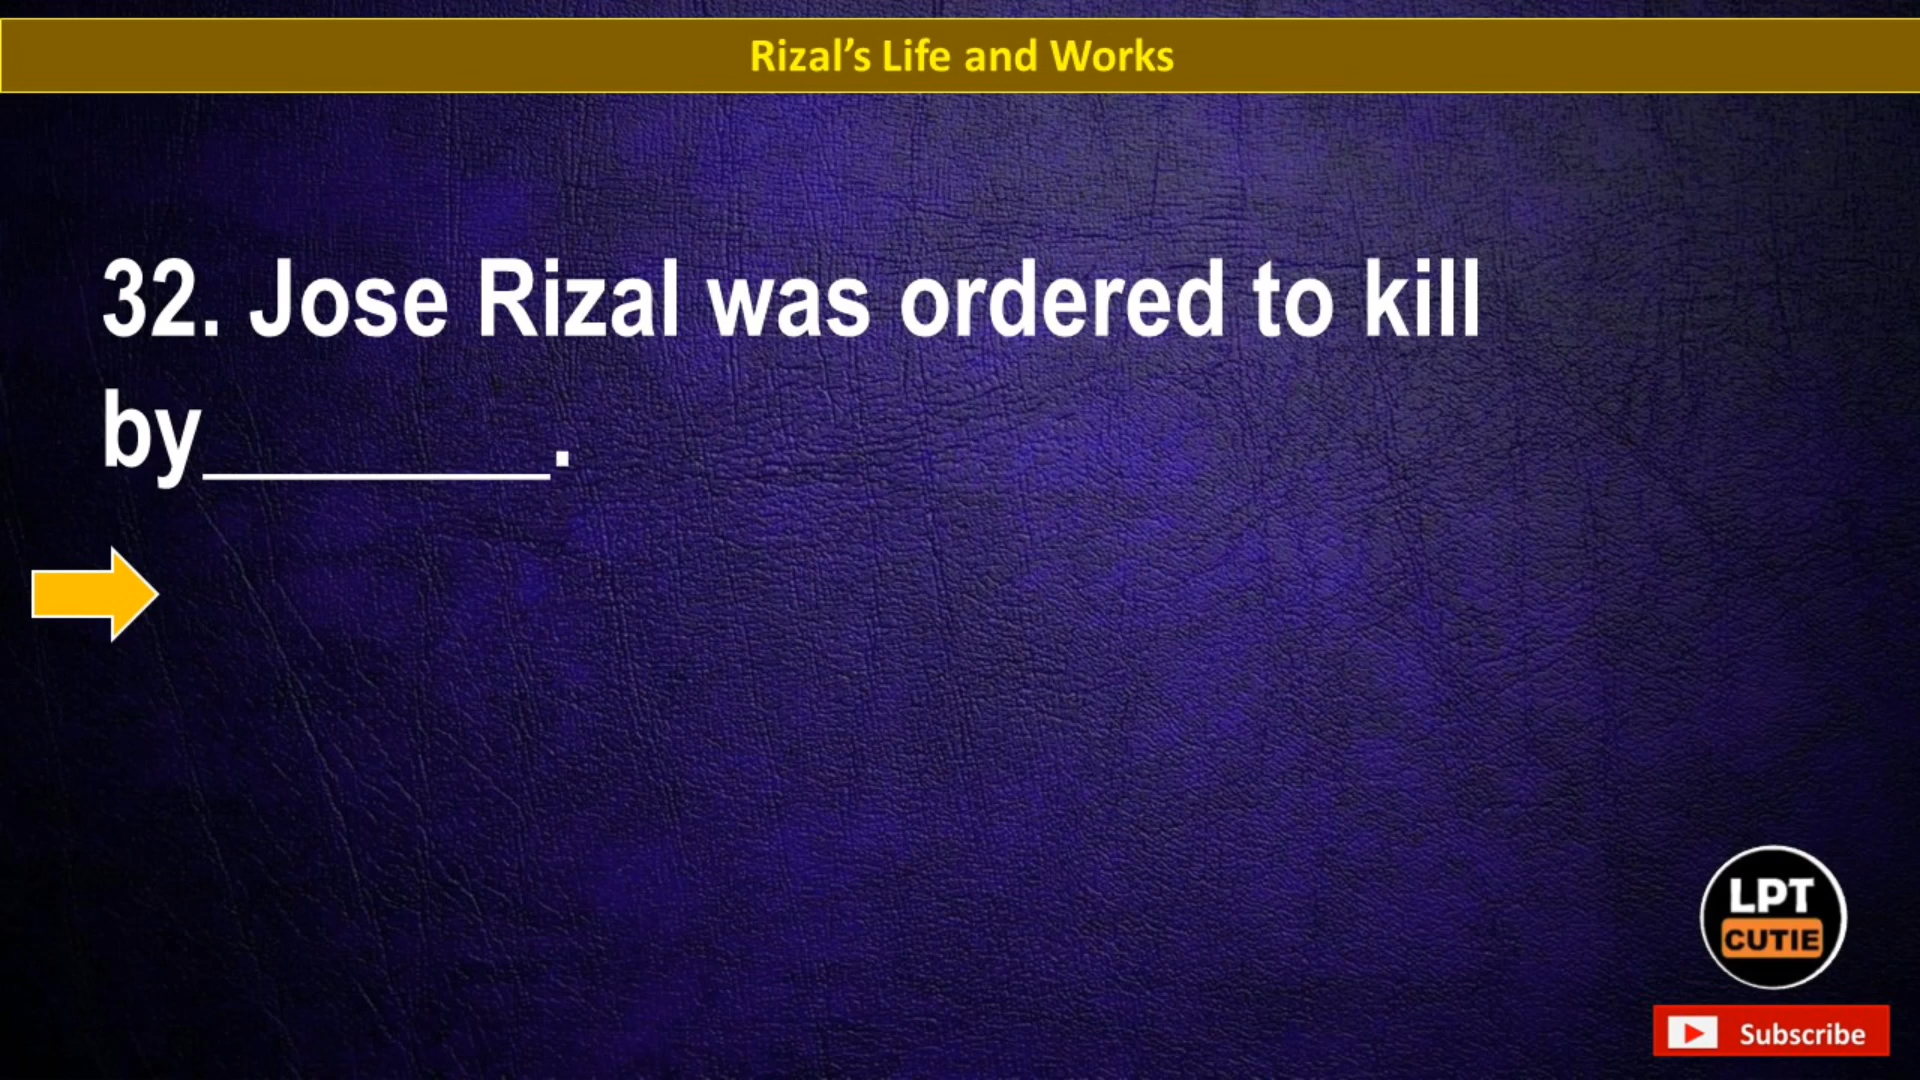 Rizal’s Life and Works
32. Jose Rizal was ordered to kill
by________.
LPT
CUTIE
Subscribe